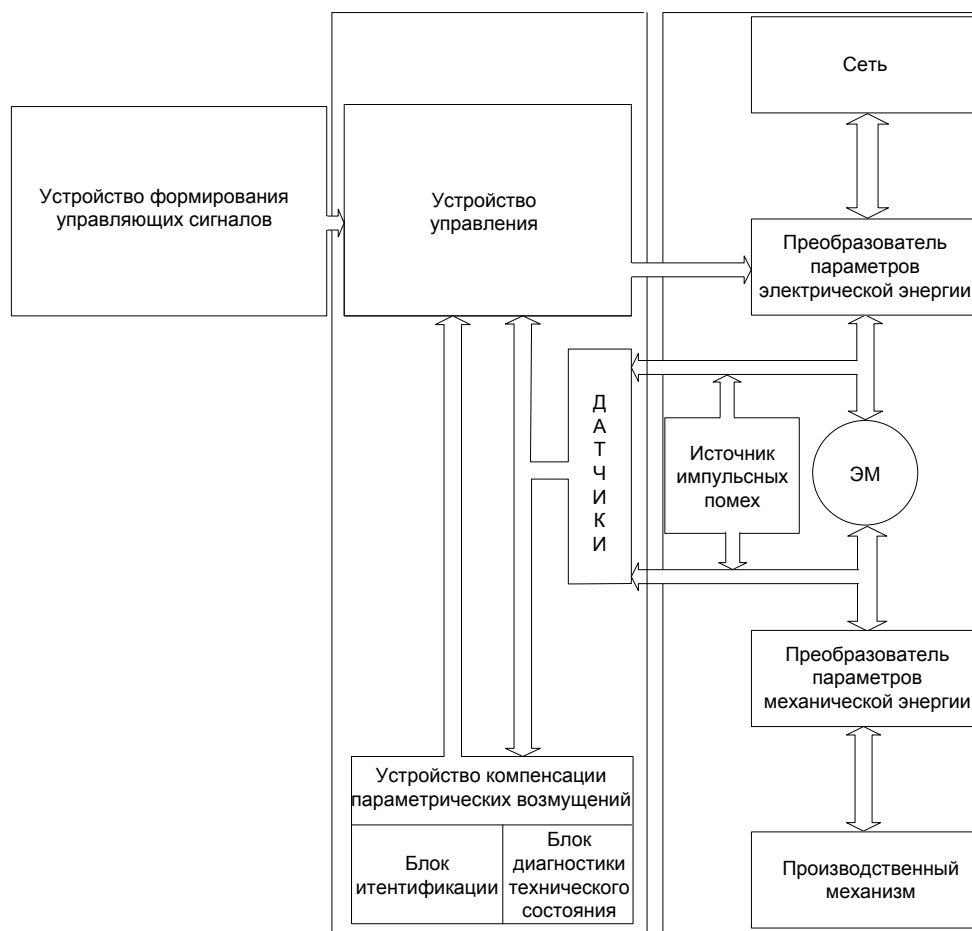 Сеть
Устройство формирования
управляющих сигналов
Устройство
управления
Преобразователь
параметров
электрической энергии
Д
А
Т
Ч
И
К
И
Источник
импульсных
помех
ЭМ
Преобразователь
параметров
механической энергии
Устройство компенсации
параметрических возмущений
Блок
итентификации
Блок
диагностики
технического
состояния
Производственный
механизм